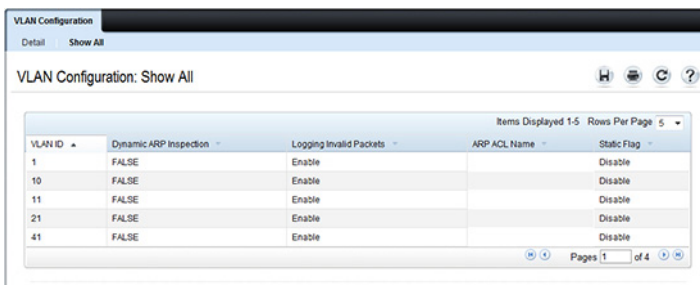 VLAN Configuration
Detail Show All
VLAN Configuration: Show All
?
Items Displayed 1-5 Rows Per Page 5
VLAN ID Dynamic ARP Inspection Logging Invalid Packets ARP ACL Name Static Flag
1 FALSE Enable Disable
10 FALSE Enable Disable
11 FALSE Enable Disable
21 FALSE Enable Disable
41 FALSE Enable Disable
Pages 1 of 4